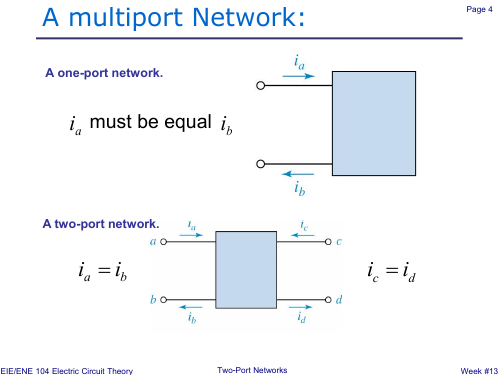 A multiport Network:
Page 4
A one-port network.
i_a
i_a must be equal i_b
i_b
A two-port network.
i_a
i_c
a
c
i_a = i_b
i_c = i_d
b
d
i_b
i_d
EIE/ENE 104 Electric Circuit Theory
Two-Port Networks
Week #13